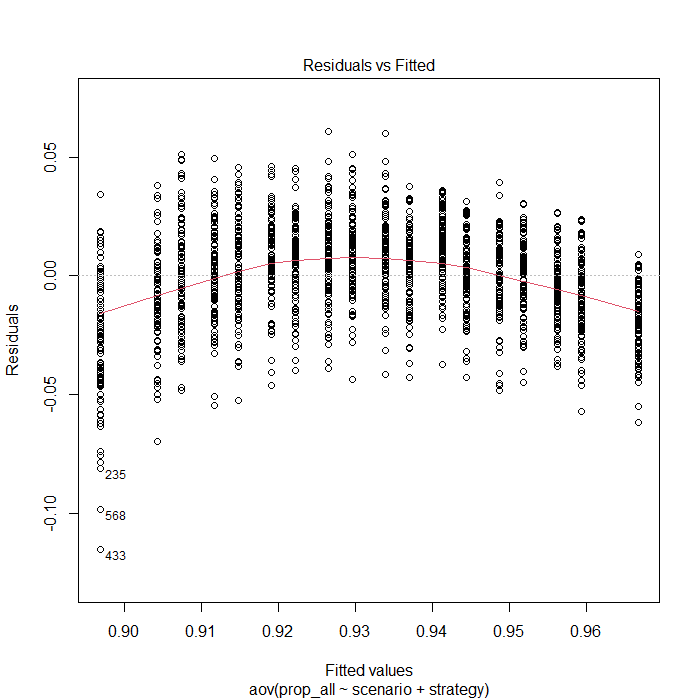 Residuals vs Fitted
0.05
0.00
-0.05
-0.10
Residuals
235
568
433
0.90 0.91 0.92 0.93 0.94 0.95 0.96
Fitted values
aov(prop_all ~ scenario + strategy)